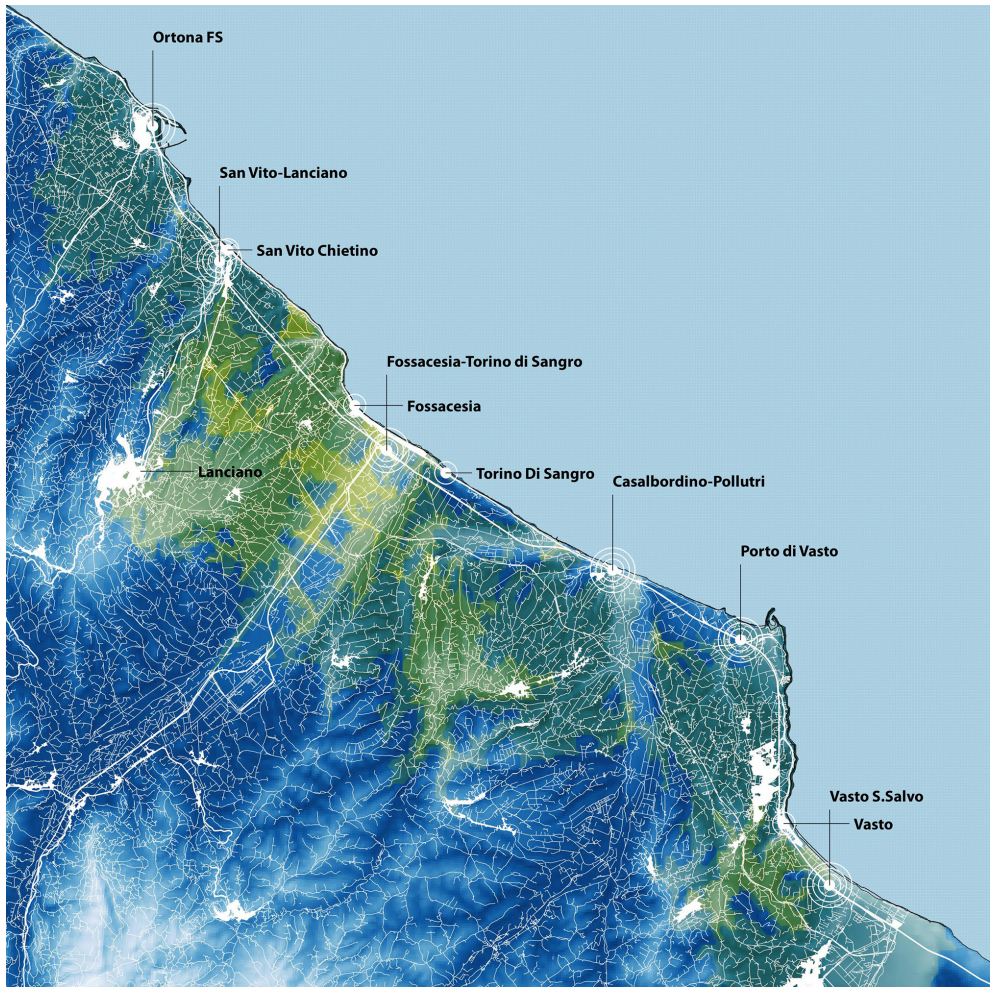 Ortona FS
San Vito-Lanciano
San Vito Chietino
Fossacesia-Torino di Sangro
Fossacesia
Lanciano
Torino Di Sangro
Casalbordino-Pollutri
Porto di Vasto
Vasto S.Salvo
Vasto